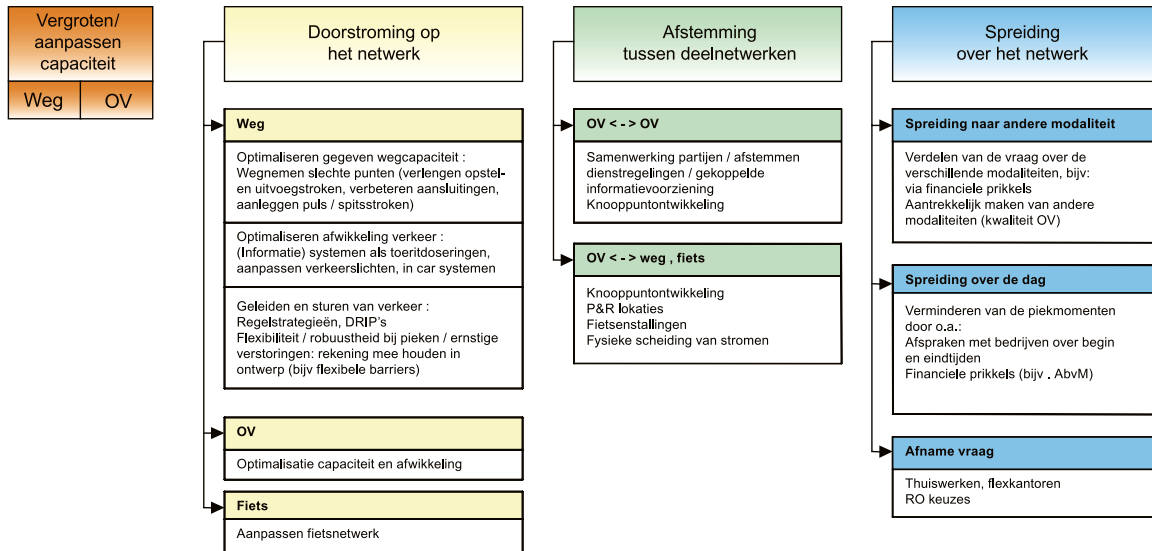 Vergroten/
aanpassen
capaciteit
Weg
OV
Doorstroming op
het netwerk
Weg
Optimaliseren gegeven wegcapaciteit :
Wegnemen slechte punten (verlengen opstel-
en uitvoegstroken, verbeteren aansluitingen,
aanleggen puls / spitsstroken)
Optimaliseren afwikkeling verkeer :
(Informatie) systemen als toeritdoseringen,
aanpassen verkeerslichten, in car systemen
Geleiden en sturen van verkeer :
Regelstrategieën, DRIP's
Flexibiliteit / robuustheid bij pieken / ernstige
verstoringen: rekening mee houden in
ontwerp (bijv flexibele barriers)
OV
Optimalisatie capaciteit en afwikkeling
Fiets
Aanpassen fietsnetwerk
Afstemming
tussen deelnetwerken
OV < - > OV
Samenwerking partijen / afstemmen
dienstregelingen / gekoppelde
informatievoorziening
Knooppuntontwikkeling
OV < - > weg , fiets
Knooppuntontwikkeling
P&R lokaties
Fietsenstallingen
Fysieke scheiding van stromen
Spreiding
over het netwerk
Spreiding naar andere modaliteit
Verdelen van de vraag over de
verschillende modaliteiten, bijv:
via financiele prikkels
Aantrekkelijk maken van andere
modaliteiten (kwaliteit OV)
Spreiding over de dag
Verminderen van de piekmomenten
door o.a.:
Afspraken met bedrijven over begin
en eindtijden
Financiele prikkels (bijv . AbvM)
Afname vraag
Thuiswerken, flexkantoren
RO keuzes